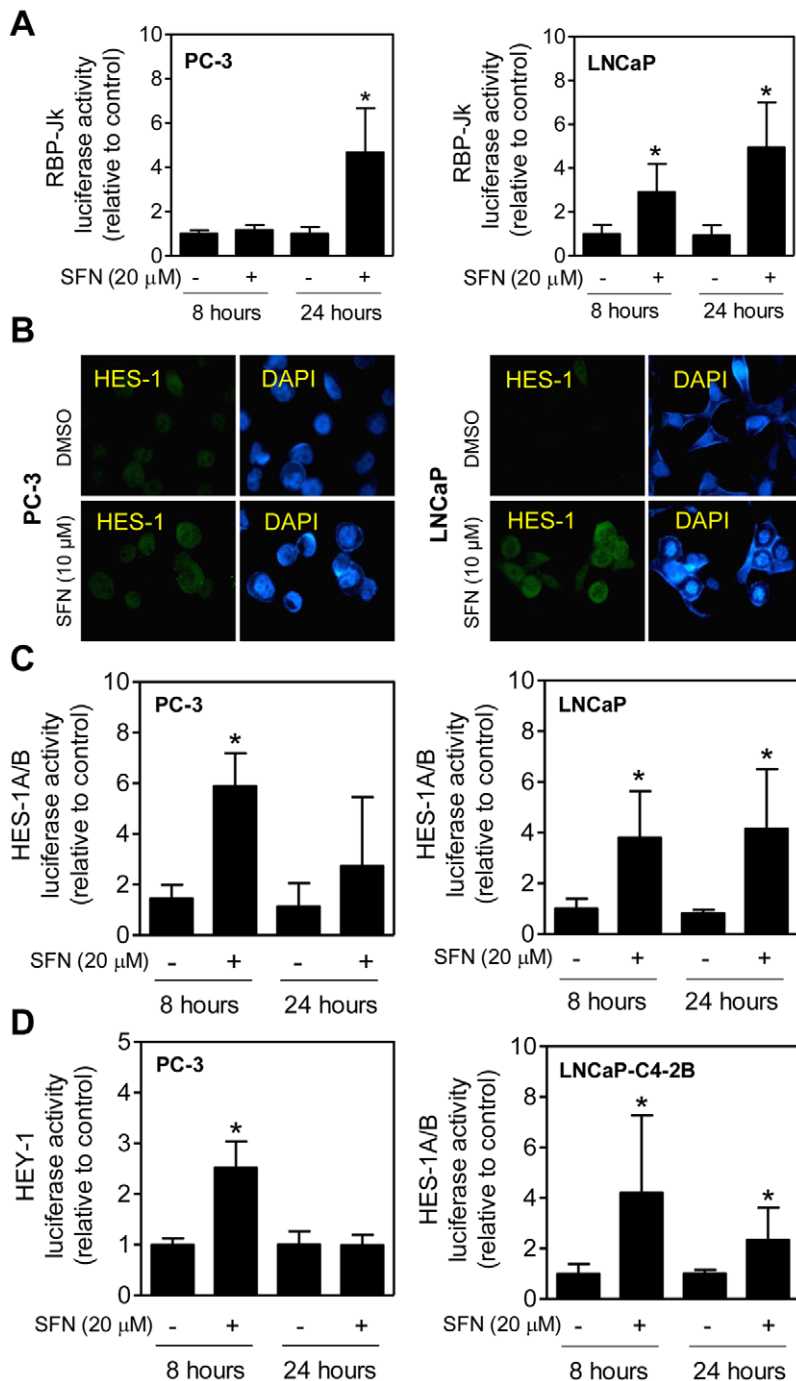 A
PC-3
RBP-Jk
luciferase activity
(relative to control)
10
8
6
4
2
0
*
SFN (20 µM)
- + - +
8 hours 24 hours
LNCaP
RBP-Jk
luciferase activity
(relative to control)
10
8
6
4
2
0
* *
SFN (20 µM)
- + - +
8 hours 24 hours
B
PC-3
DMSO
HES-1 DAPI
SFN (10 µM)
HES-1 DAPI
LNCaP
DMSO
HES-1 DAPI
SFN (10 µM)
HES-1 DAPI
C
PC-3
HES-1A/B
luciferase activity
(relative to control)
10
8
6
4
2
0
*
SFN (20 µM)
- + - +
8 hours 24 hours
LNCaP
HES-1A/B
luciferase activity
(relative to control)
10
8
6
4
2
0
* *
SFN (20 µM)
- + - +
8 hours 24 hours
D
PC-3
HEY-1
luciferase activity
(relative to control)
5
4
3
2
1
0
*
SFN (20 µM)
- + - +
8 hours 24 hours
LNCaP-C4-2B
HES-1A/B
luciferase activity
(relative to control)
10
8
6
4
2
0
* *
SFN (20 µM)
- + - +
8 hours 24 hours